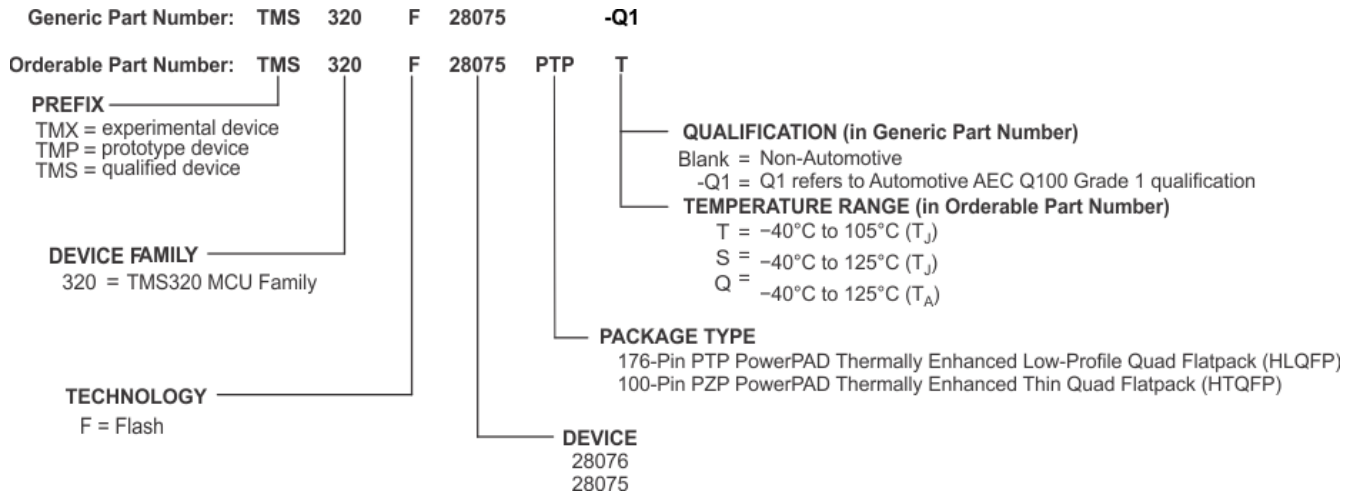 Generic Part Number: TMS 320 F 28075 -Q1
Orderable Part Number: TMS 320 F 28075 PTP T
PREFIX
TMX = experimental device
TMP = prototype device
TMS = qualified device
QUALIFICATION (in Generic Part Number)
Blank = Non-Automotive
-Q1 = Q1 refers to Automotive AEC Q100 Grade 1 qualification
TEMPERATURE RANGE (in Orderable Part Number)
T = −40°C to 105°C (TJ)
S = −40°C to 125°C (TJ)
Q = −40°C to 125°C (TA)
DEVICE FAMILY
320 = TMS320 MCU Family
PACKAGE TYPE
176-Pin PTP PowerPAD Thermally Enhanced Low-Profile Quad Flatpack (HLQFP)
100-Pin PZP PowerPAD Thermally Enhanced Thin Quad Flatpack (HTQFP)
TECHNOLOGY
F = Flash
DEVICE
28076
28075